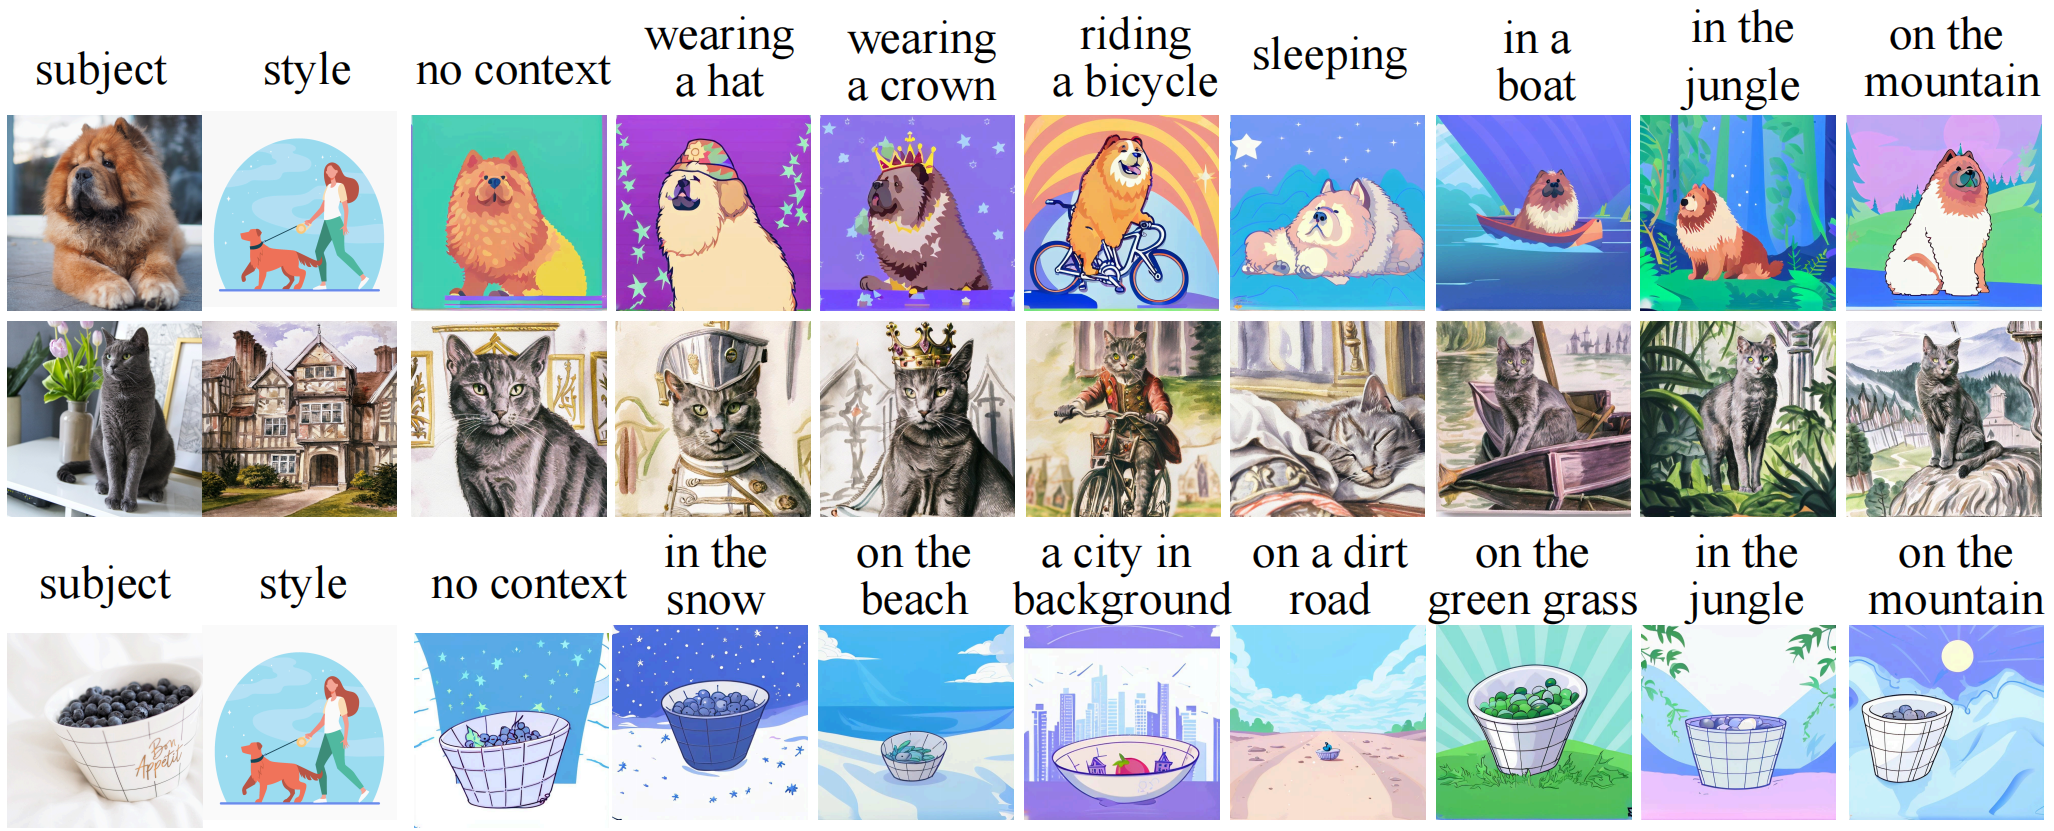 subject
style
no context
wearing
a hat
wearing
a crown
riding
a bicycle
sleeping
in a
boat
in the
jungle
on the
mountain
subject
style
no context
in the
snow
on the
beach
a city in
background
on a dirt
road
on the
green grass
in the
jungle
on the
mountain
Bon
Appetit